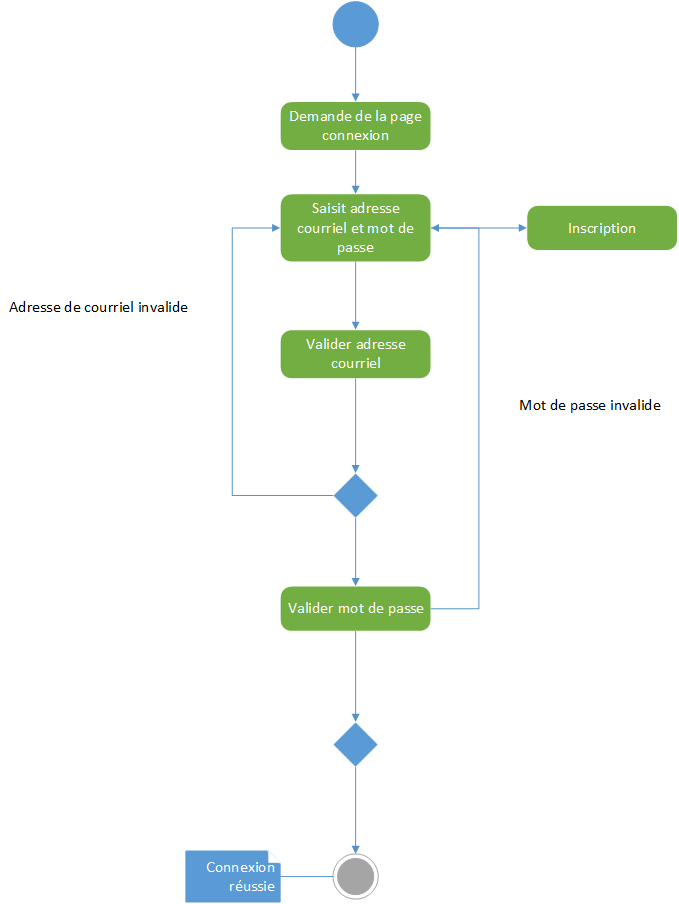 Demande de la page
connexion
Saisit adresse
courriel et mot de
passe
Inscription
Adresse de courriel invalide
Valider adresse
courriel
Mot de passe invalide
Valider mot de passe
Connexion
réussie